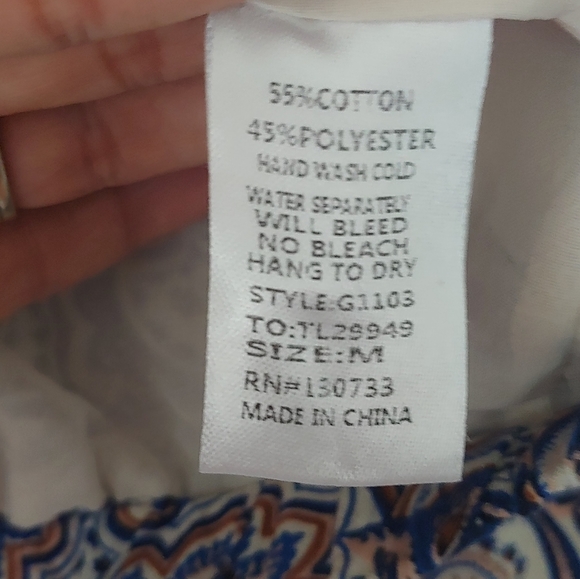 55%COTTON
45%POLYESTER
HAND WASH COLD
WATER SEPARATELY
WILL BLEED
NO BLEACH
HANG TO DRY
STYLE:G1103
TO:TL29949
SIZE:M
RN#130733
MADE IN CHINA